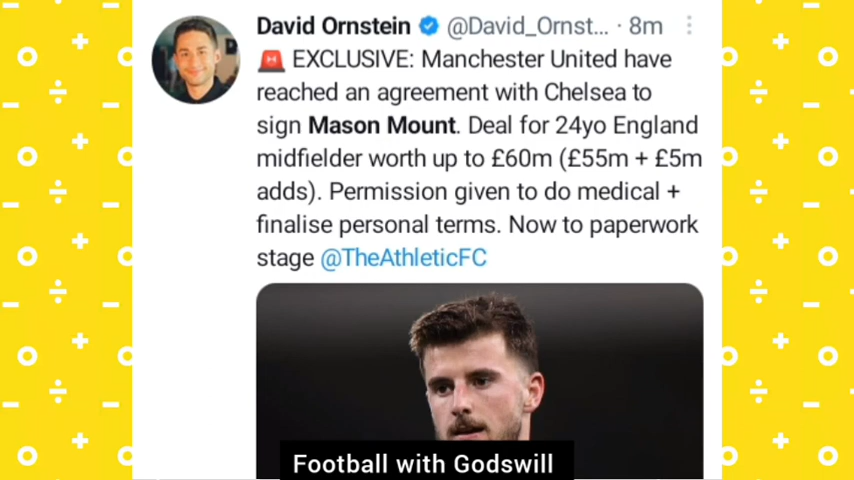 David Ornstein @David_Ornst... · 8m
🚨 EXCLUSIVE: Manchester United have
reached an agreement with Chelsea to
sign Mason Mount. Deal for 24yo England
midfielder worth up to £60m (£55m + £5m
adds). Permission given to do medical +
finalise personal terms. Now to paperwork
stage @TheAthleticFC
Football with Godswill